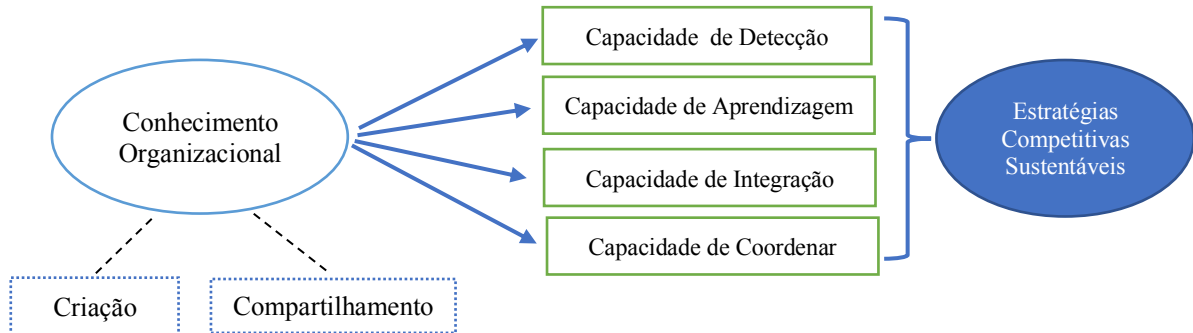 Conhecimento
Organizacional
Criação
Compartilhamento
Capacidade de Detecção
Capacidade de Aprendizagem
Capacidade de Integração
Capacidade de Coordenar
Estratégias
Competitivas
Sustentáveis